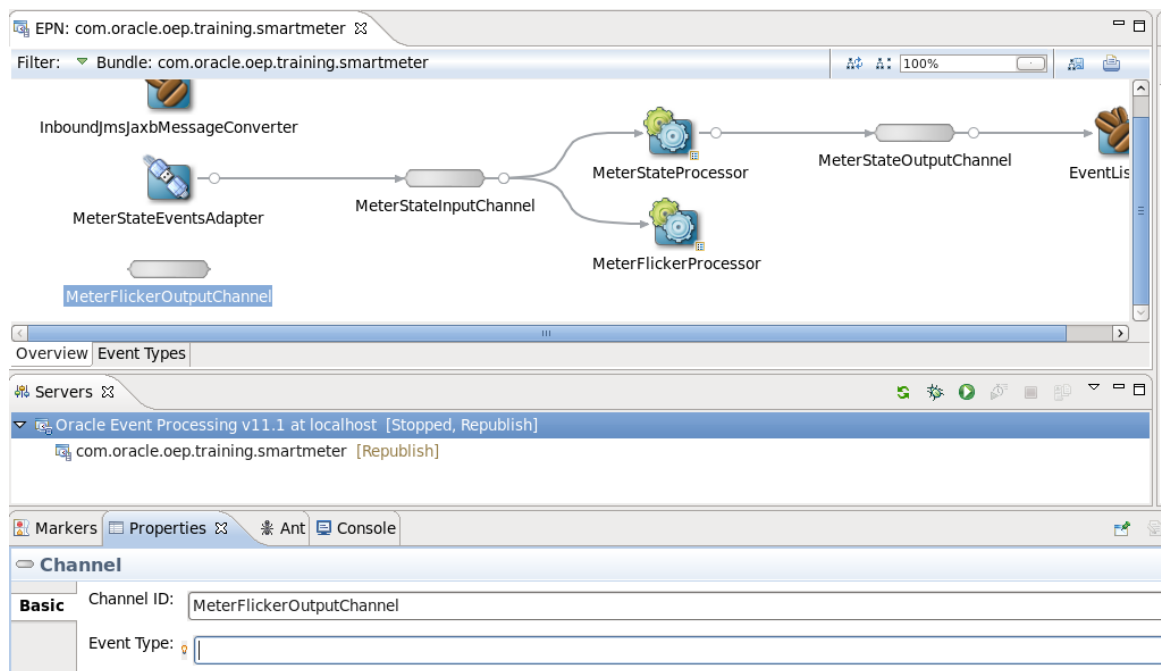 EPN: com.oracle.oep.training.smartmeter
Filter: Bundle: com.oracle.oep.training.smartmeter 100%
InboundJmsJaxbMessageConverter
MeterStateProcessor
MeterStateOutputChannel
EventLis
MeterStateEventsAdapter
MeterStateInputChannel
MeterFlickerProcessor
MeterFlickerOutputChannel
Overview Event Types
Servers
Oracle Event Processing v11.1 at localhost [Stopped, Republish]
com.oracle.oep.training.smartmeter [Republish]
Markers Properties Ant Console
Channel
Basic Channel ID: MeterFlickerOutputChannel
Event Type: